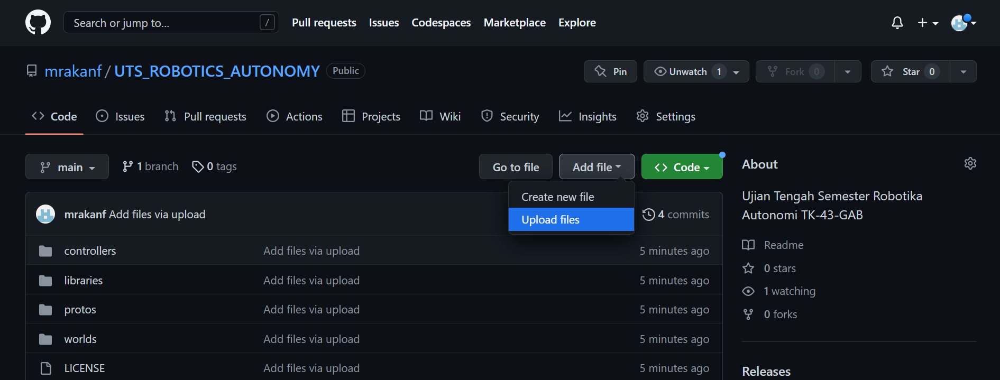 Search or jump to... /
Pull requests Issues Codespaces Marketplace Explore
mrakanf / UTS_ROBOTICS_AUTONOMY Public
Pin Unwatch 1 Fork 0 Star 0
Code Issues Pull requests Actions Projects Wiki Security Insights Settings
main 1 branch 0 tags
Go to file Add file Code
Create new file
Upload files
mrakanf Add files via upload 4 commits
controllers Add files via upload 5 minutes ago
libraries Add files via upload 5 minutes ago
protos Add files via upload 5 minutes ago
worlds Add files via upload 5 minutes ago
LICENSE Add files via upload 5 minutes ago
About
Ujian Tengah Semester Robotika
Autonomi TK-43-GAB
Readme
0 stars
1 watching
0 forks
Releases